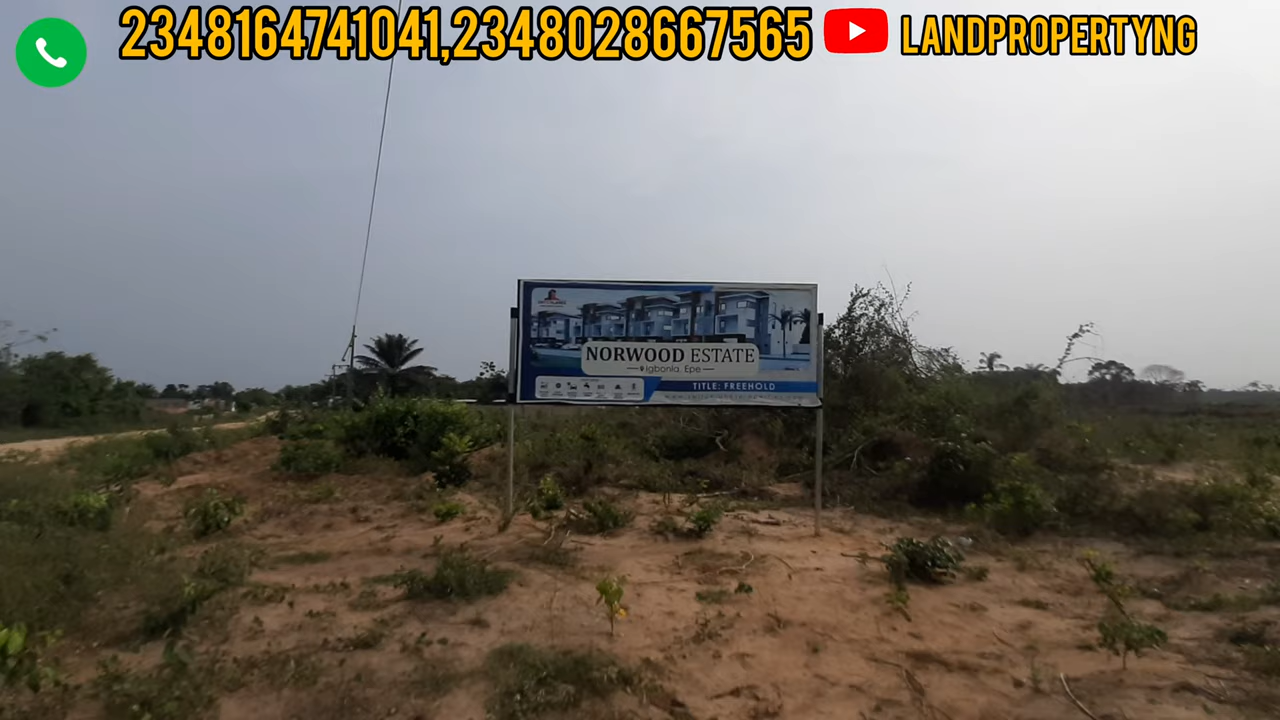 2348164741041,2348028667565
LANDPROPERTYNG
NORWOOD ESTATE
Igbonla, Epe
TITLE: FREEHOLD